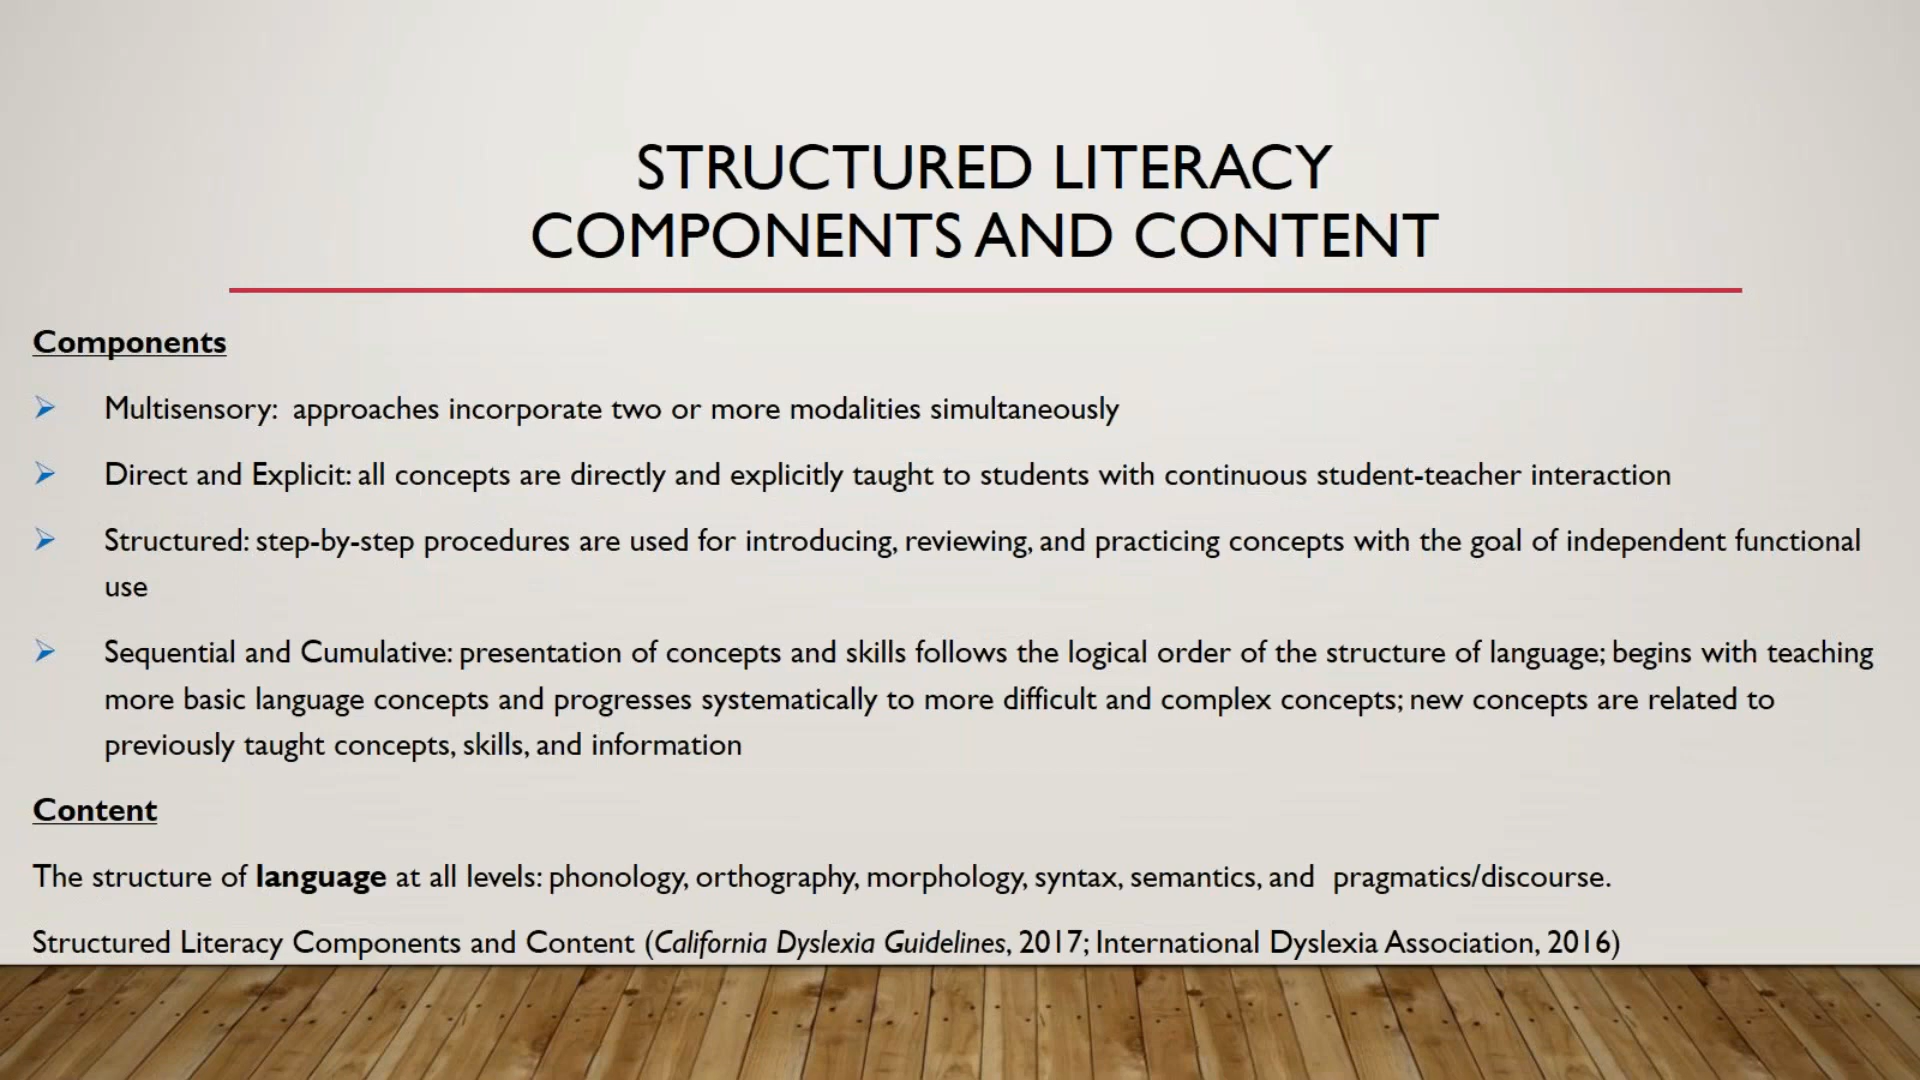 STRUCTURED LITERACY
COMPONENTS AND CONTENT
Components
Multisensory:  approaches incorporate two or more modalities simultaneously
Direct and Explicit: all concepts are directly and explicitly taught to students with continuous student-teacher interaction
Structured: step-by-step procedures are used for introducing, reviewing, and practicing concepts with the goal of independent functional
use
Sequential and Cumulative: presentation of concepts and skills follows the logical order of the structure of language; begins with teaching
more basic language concepts and progresses systematically to more difficult and complex concepts; new concepts are related to
previously taught concepts, skills, and information
Content
The structure of language at all levels: phonology, orthography, morphology, syntax, semantics, and  pragmatics/discourse.
Structured Literacy Components and Content (California Dyslexia Guidelines, 2017; International Dyslexia Association, 2016)